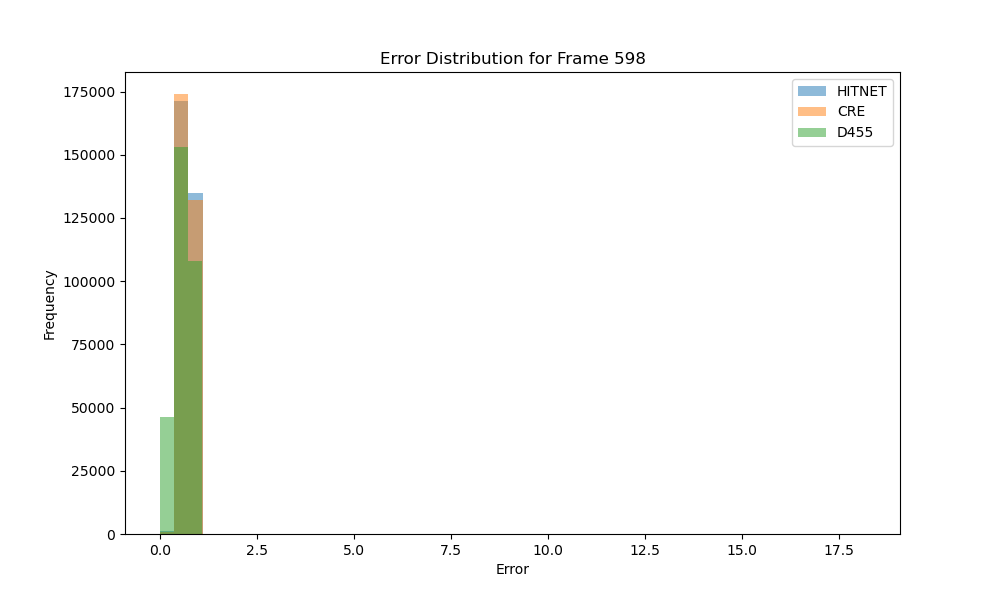 Error Distribution for Frame 598
HITNET
CRE
D455
175000
150000
125000
100000
75000
50000
25000
0
Frequency
0.0 2.5 5.0 7.5 10.0 12.5 15.0 17.5
Error